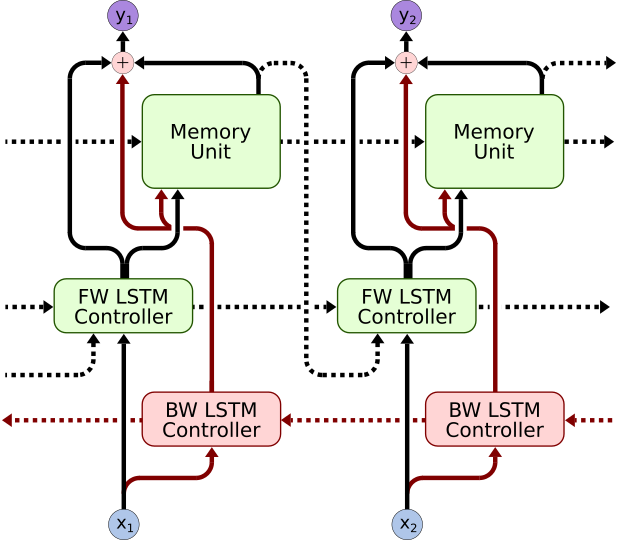 y₁ y₂
+ +
Memory
Unit
Memory
Unit
FW LSTM
Controller
FW LSTM
Controller
BW LSTM
Controller
BW LSTM
Controller
x₁ x₂